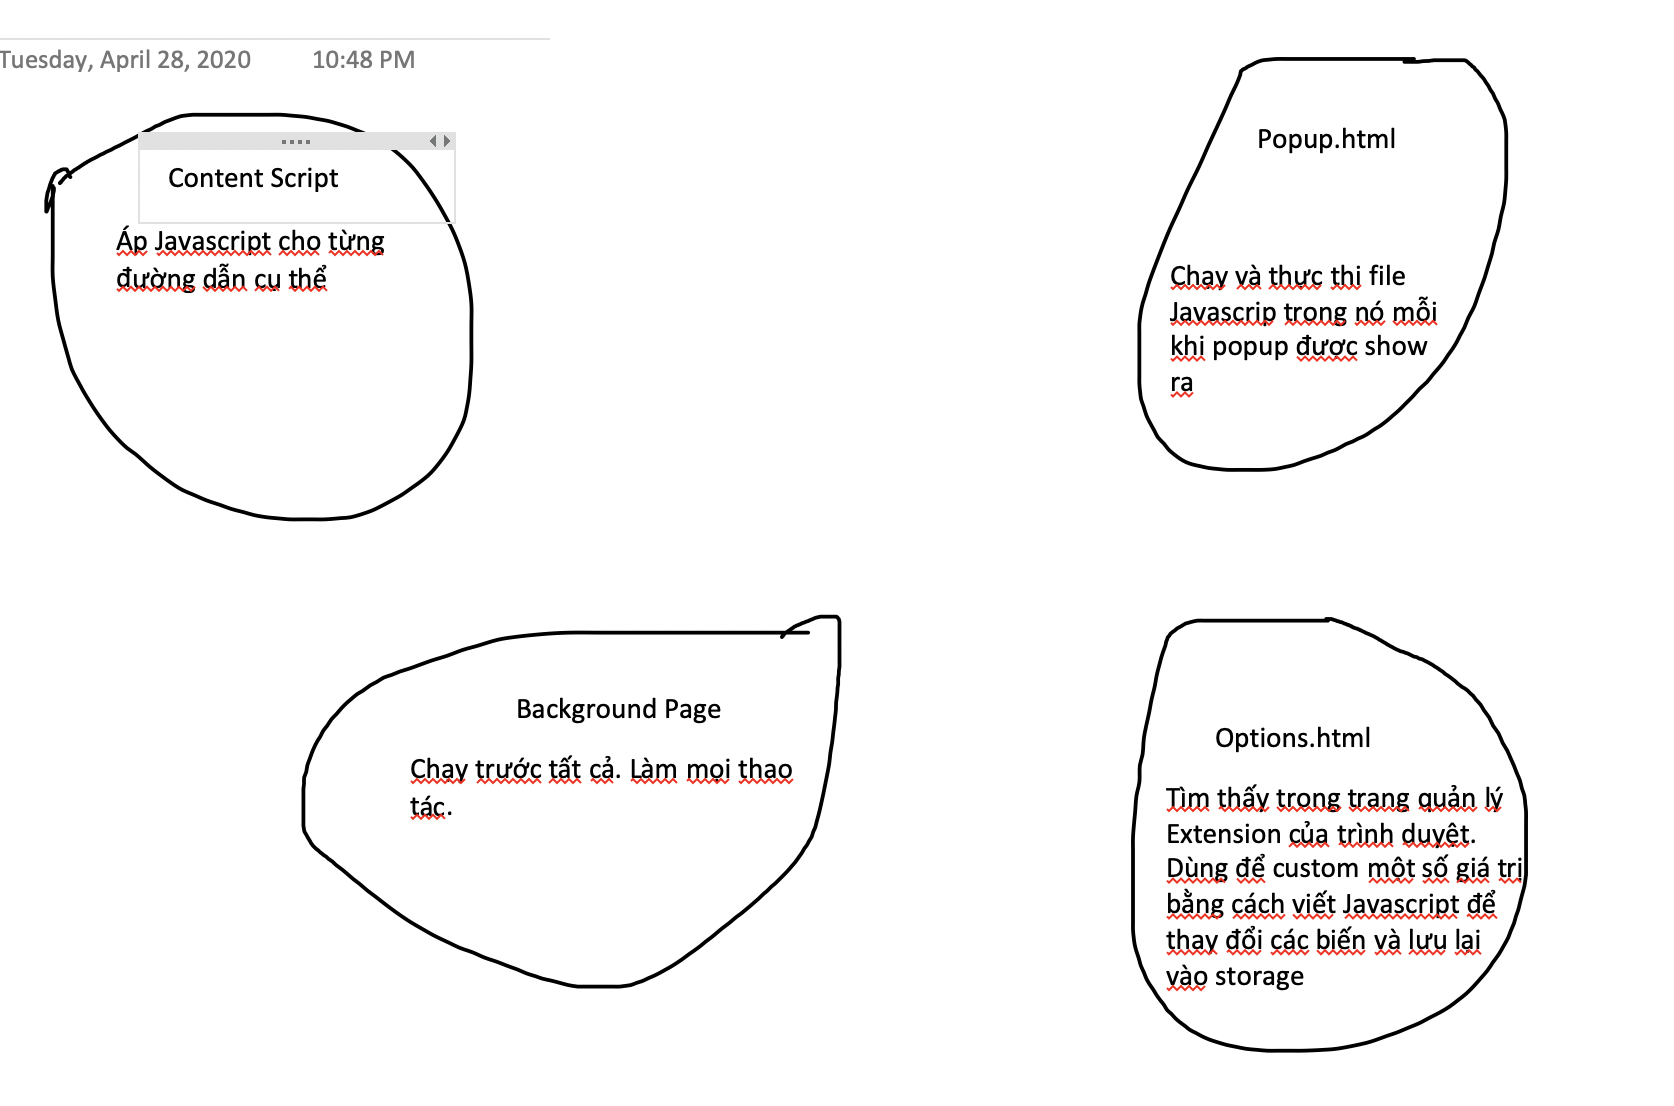 Tuesday, April 28, 2020 10:48 PM
Content Script
Áp Javascript cho từng
đường dẫn cụ thể
Popup.html
Chạy và thực thi file
Javascrip trong nó mỗi
khi popup được show
ra
Background Page
Chạy trước tất cả. Làm mọi thao
tác.
Options.html
Tìm thấy trong trang quản lý
Extension của trình duyệt.
Dùng để custom một số giá trị
bằng cách viết Javascript để
thay đổi các biến và lưu lại
vào storage